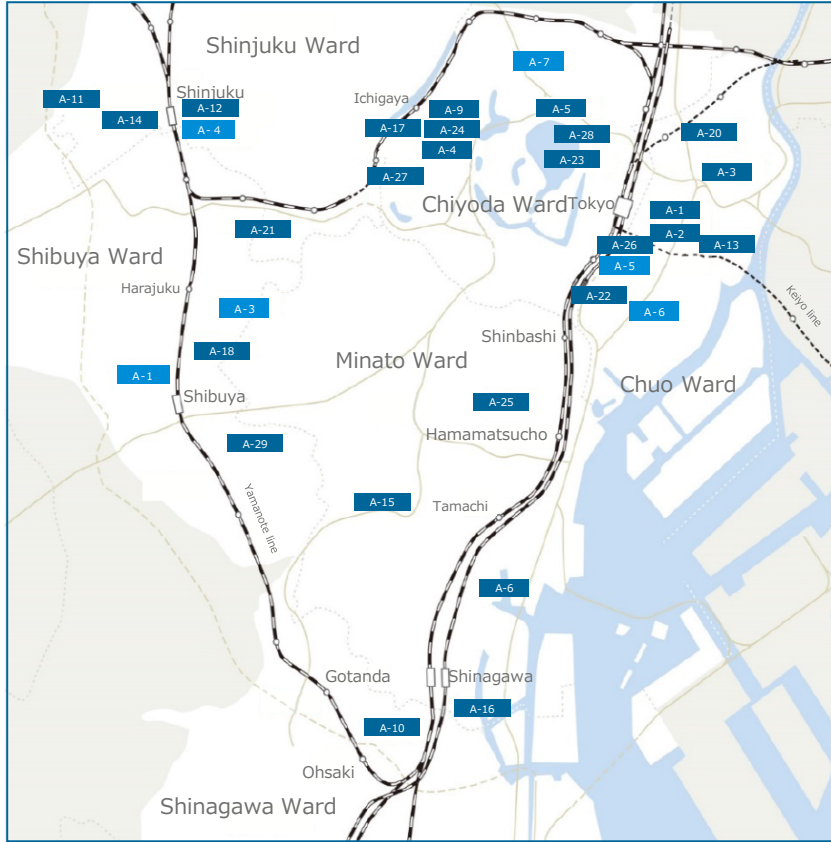 Shinjuku Ward
A-7
Shinjuku
Ichigaya
A-11
A-14
A-12
A- 4
A-9
A-17
A-24
A-4
A-5
A-28
A-23
A-20
A-3
A-27
Chiyoda Ward
Tokyo
A-1
A-2
A-13
A-21
A-26
A-5
Shibuya Ward
Harajuku
A-3
A-22
A-6
Keiyo line
Shinbashi
A-18
Minato Ward
A-1
Shibuya
Chuo Ward
A-25
Hamamatsucho
A-29
Yamanote line
A-15
Tamachi
A-6
Gotanda
Shinagawa
A-16
A-10
Ohsaki
Shinagawa Ward